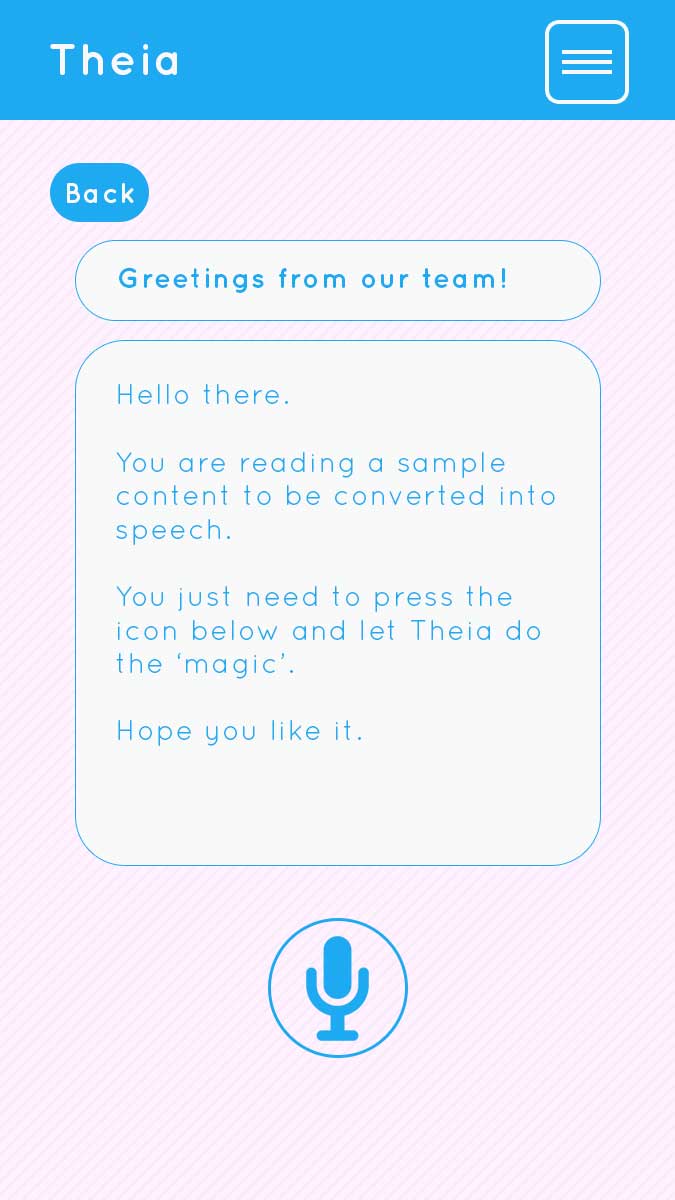 Theia
Back
Greetings from our team!
Hello there.
You are reading a sample
content to be converted into
speech.
You just need to press the
icon below and let Theia do
the ‘magic’.
Hope you like it.